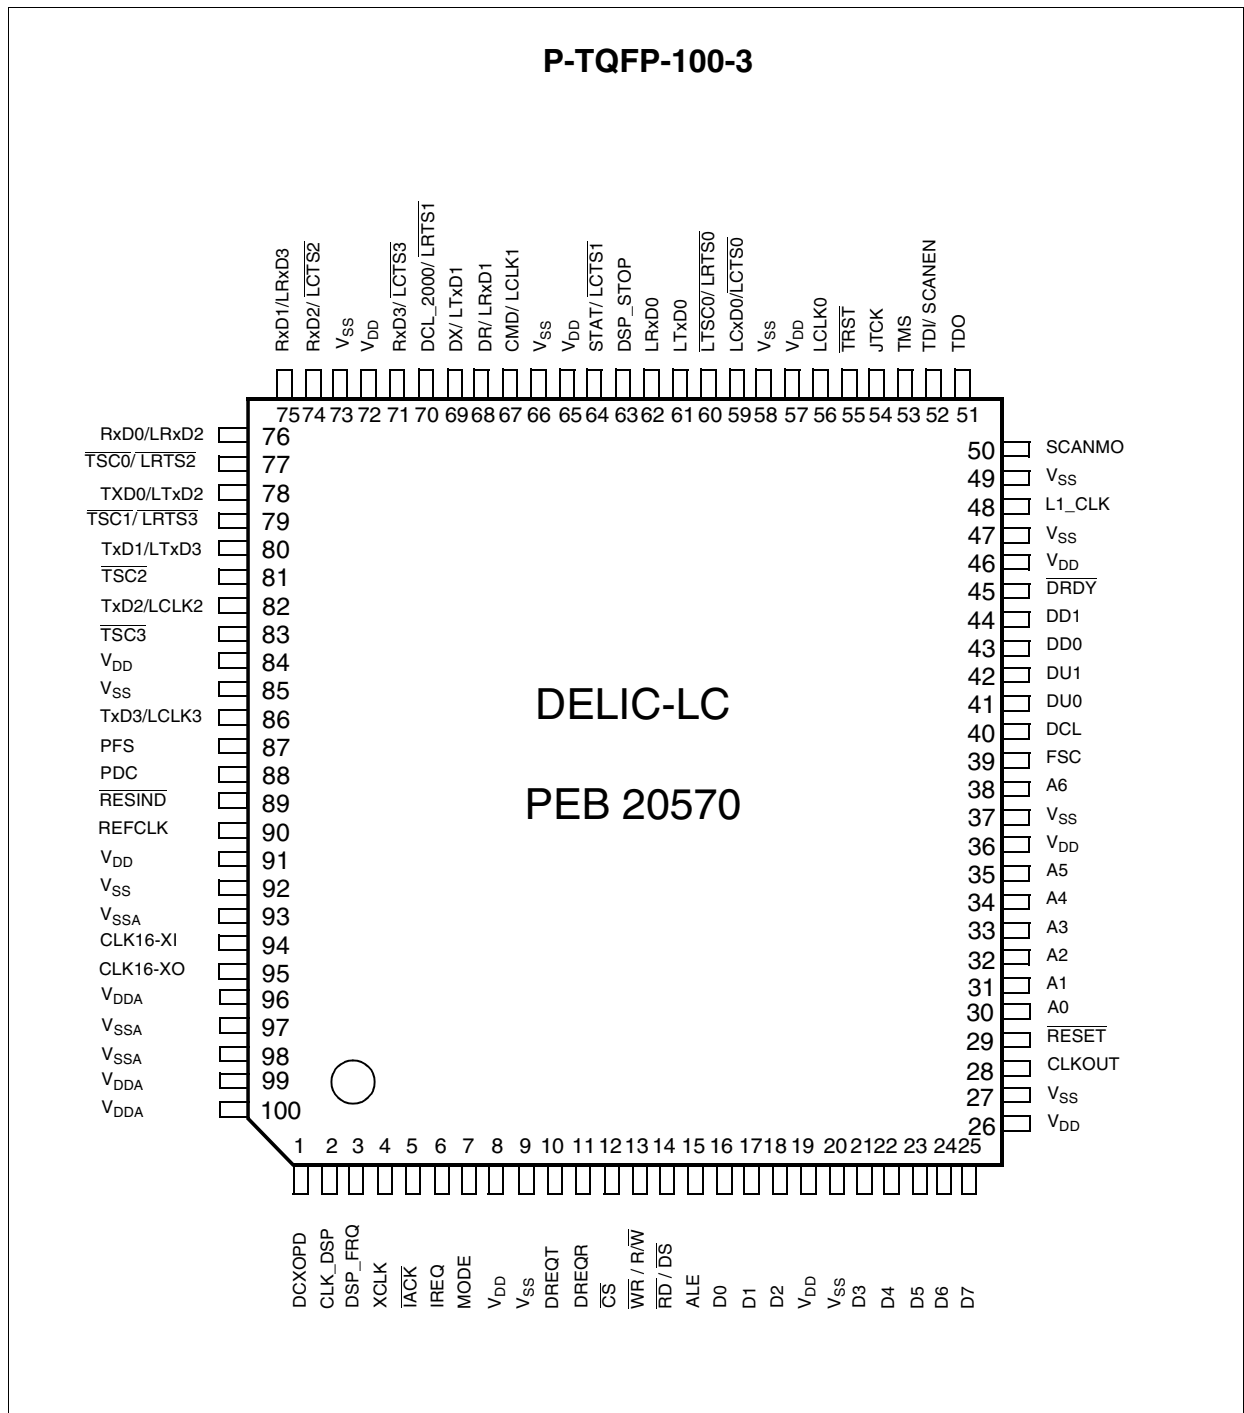 P-TQFP-100-3
RxD1/LRxD3
RxD2/ LCTS2
VSS
VDD
RxD3/ LCTS3
DCL_2000/ LRTS1
DX/ LTxD1
DR/ LRxD1
CMD/ LCLK1
VSS
VDD
STAT/ LCTS1
DSP_STOP
LRxD0
LTxD0
LTSC0/ LRTS0
LCxD0/LCTS0
VSS
VDD
LCLK0
TRST
JTCK
TMS
TDI/ SCANEN
TDO
75 74 73 72 71 70 69 68 67 66 65 64 63 62 61 60 59 58 57 56 55 54 53 52 51
RxD0/LRxD2 76
TSC0/ LRTS2 77
TXD0/LTxD2 78
TSC1/ LRTS3 79
TxD1/LTxD3 80
TSC2 81
TxD2/LCLK2 82
TSC3 83
VDD 84
VSS 85
TxD3/LCLK3 86
PFS 87
PDC 88
RESIND 89
REFCLK 90
VDD 91
VSS 92
VSSA 93
CLK16-XI 94
CLK16-XO 95
VDDA 96
VSSA 97
VSSA 98
VDDA 99
VDDA 100
DELIC-LC
PEB 20570
50 SCANMO
49 VSS
48 L1_CLK
47 VSS
46 VDD
45 DRDY
44 DD1
43 DD0
42 DU1
41 DU0
40 DCL
39 FSC
38 A6
37 VSS
36 VDD
35 A5
34 A4
33 A3
32 A2
31 A1
30 A0
29 RESET
28 CLKOUT
27 VSS
26 VDD
1 2 3 4 5 6 7 8 9 10 11 12 13 14 15 16 17 18 19 20 21 22 23 24 25
DCXOPD
CLK_DSP
DSP_FRQ
XCLK
IACK
IREQ
MODE
VDD
VSS
DREQT
DREQR
CS
WR / R/W
RD / DS
ALE
D0
D1
D2
VDD
VSS
D3
D4
D5
D6
D7